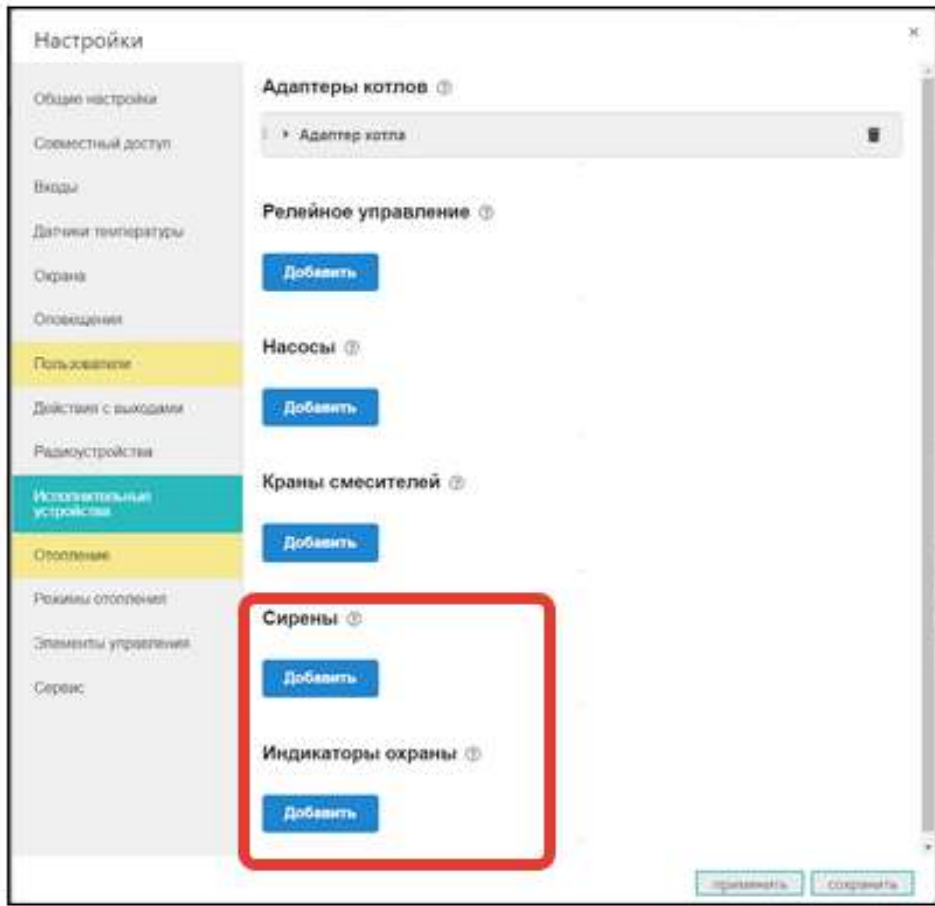 Настройки
×
Общие настройки
Совместный доступ
Входы
Датчики температуры
Охрана
Оповещения
Пользователи
Действия с выходами
Радиоустройства
Исполнительные
устройства
Отопление
Режимы отопления
Элементы управления
Сервис
Адаптеры котлов ?
Адаптер котла
Релейное управление ?
Добавить
Насосы ?
Добавить
Краны смесителей ?
Добавить
Сирены ?
Добавить
Индикаторы охраны ?
Добавить
применить
сохранить